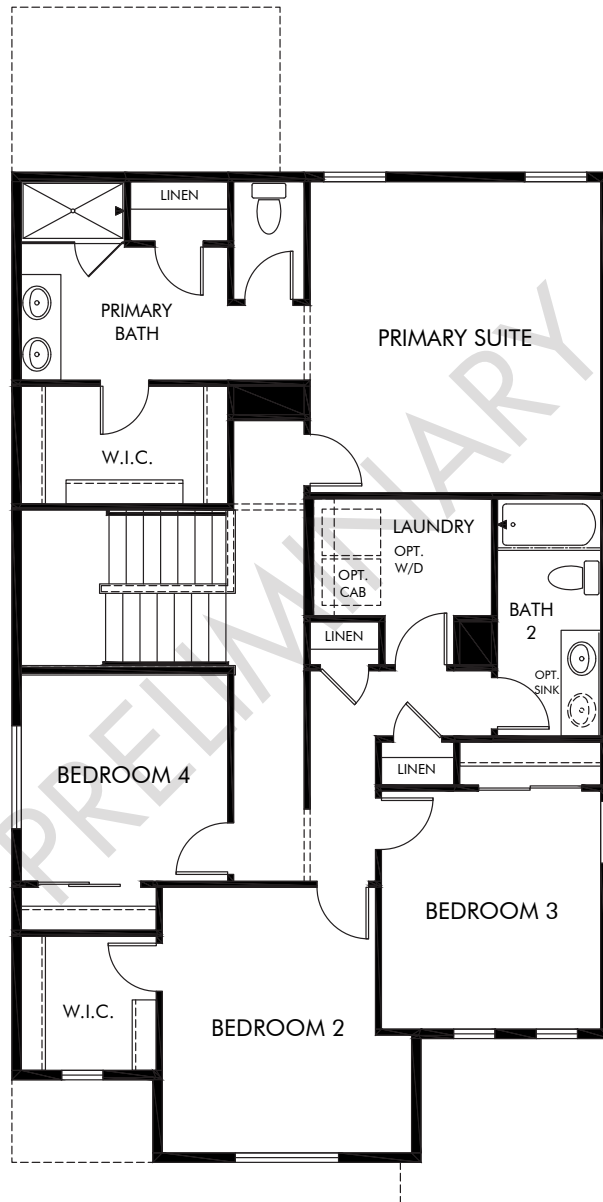 LINEN
PRIMARY
BATH
PRIMARY SUITE
W.I.C.
LAUNDRY
OPT.
W/D
OPT.
CAB
BATH
2
LINEN
OPT.
SINK
BEDROOM 4
LINEN
BEDROOM 3
W.I.C.
BEDROOM 2
PRELIMINARY